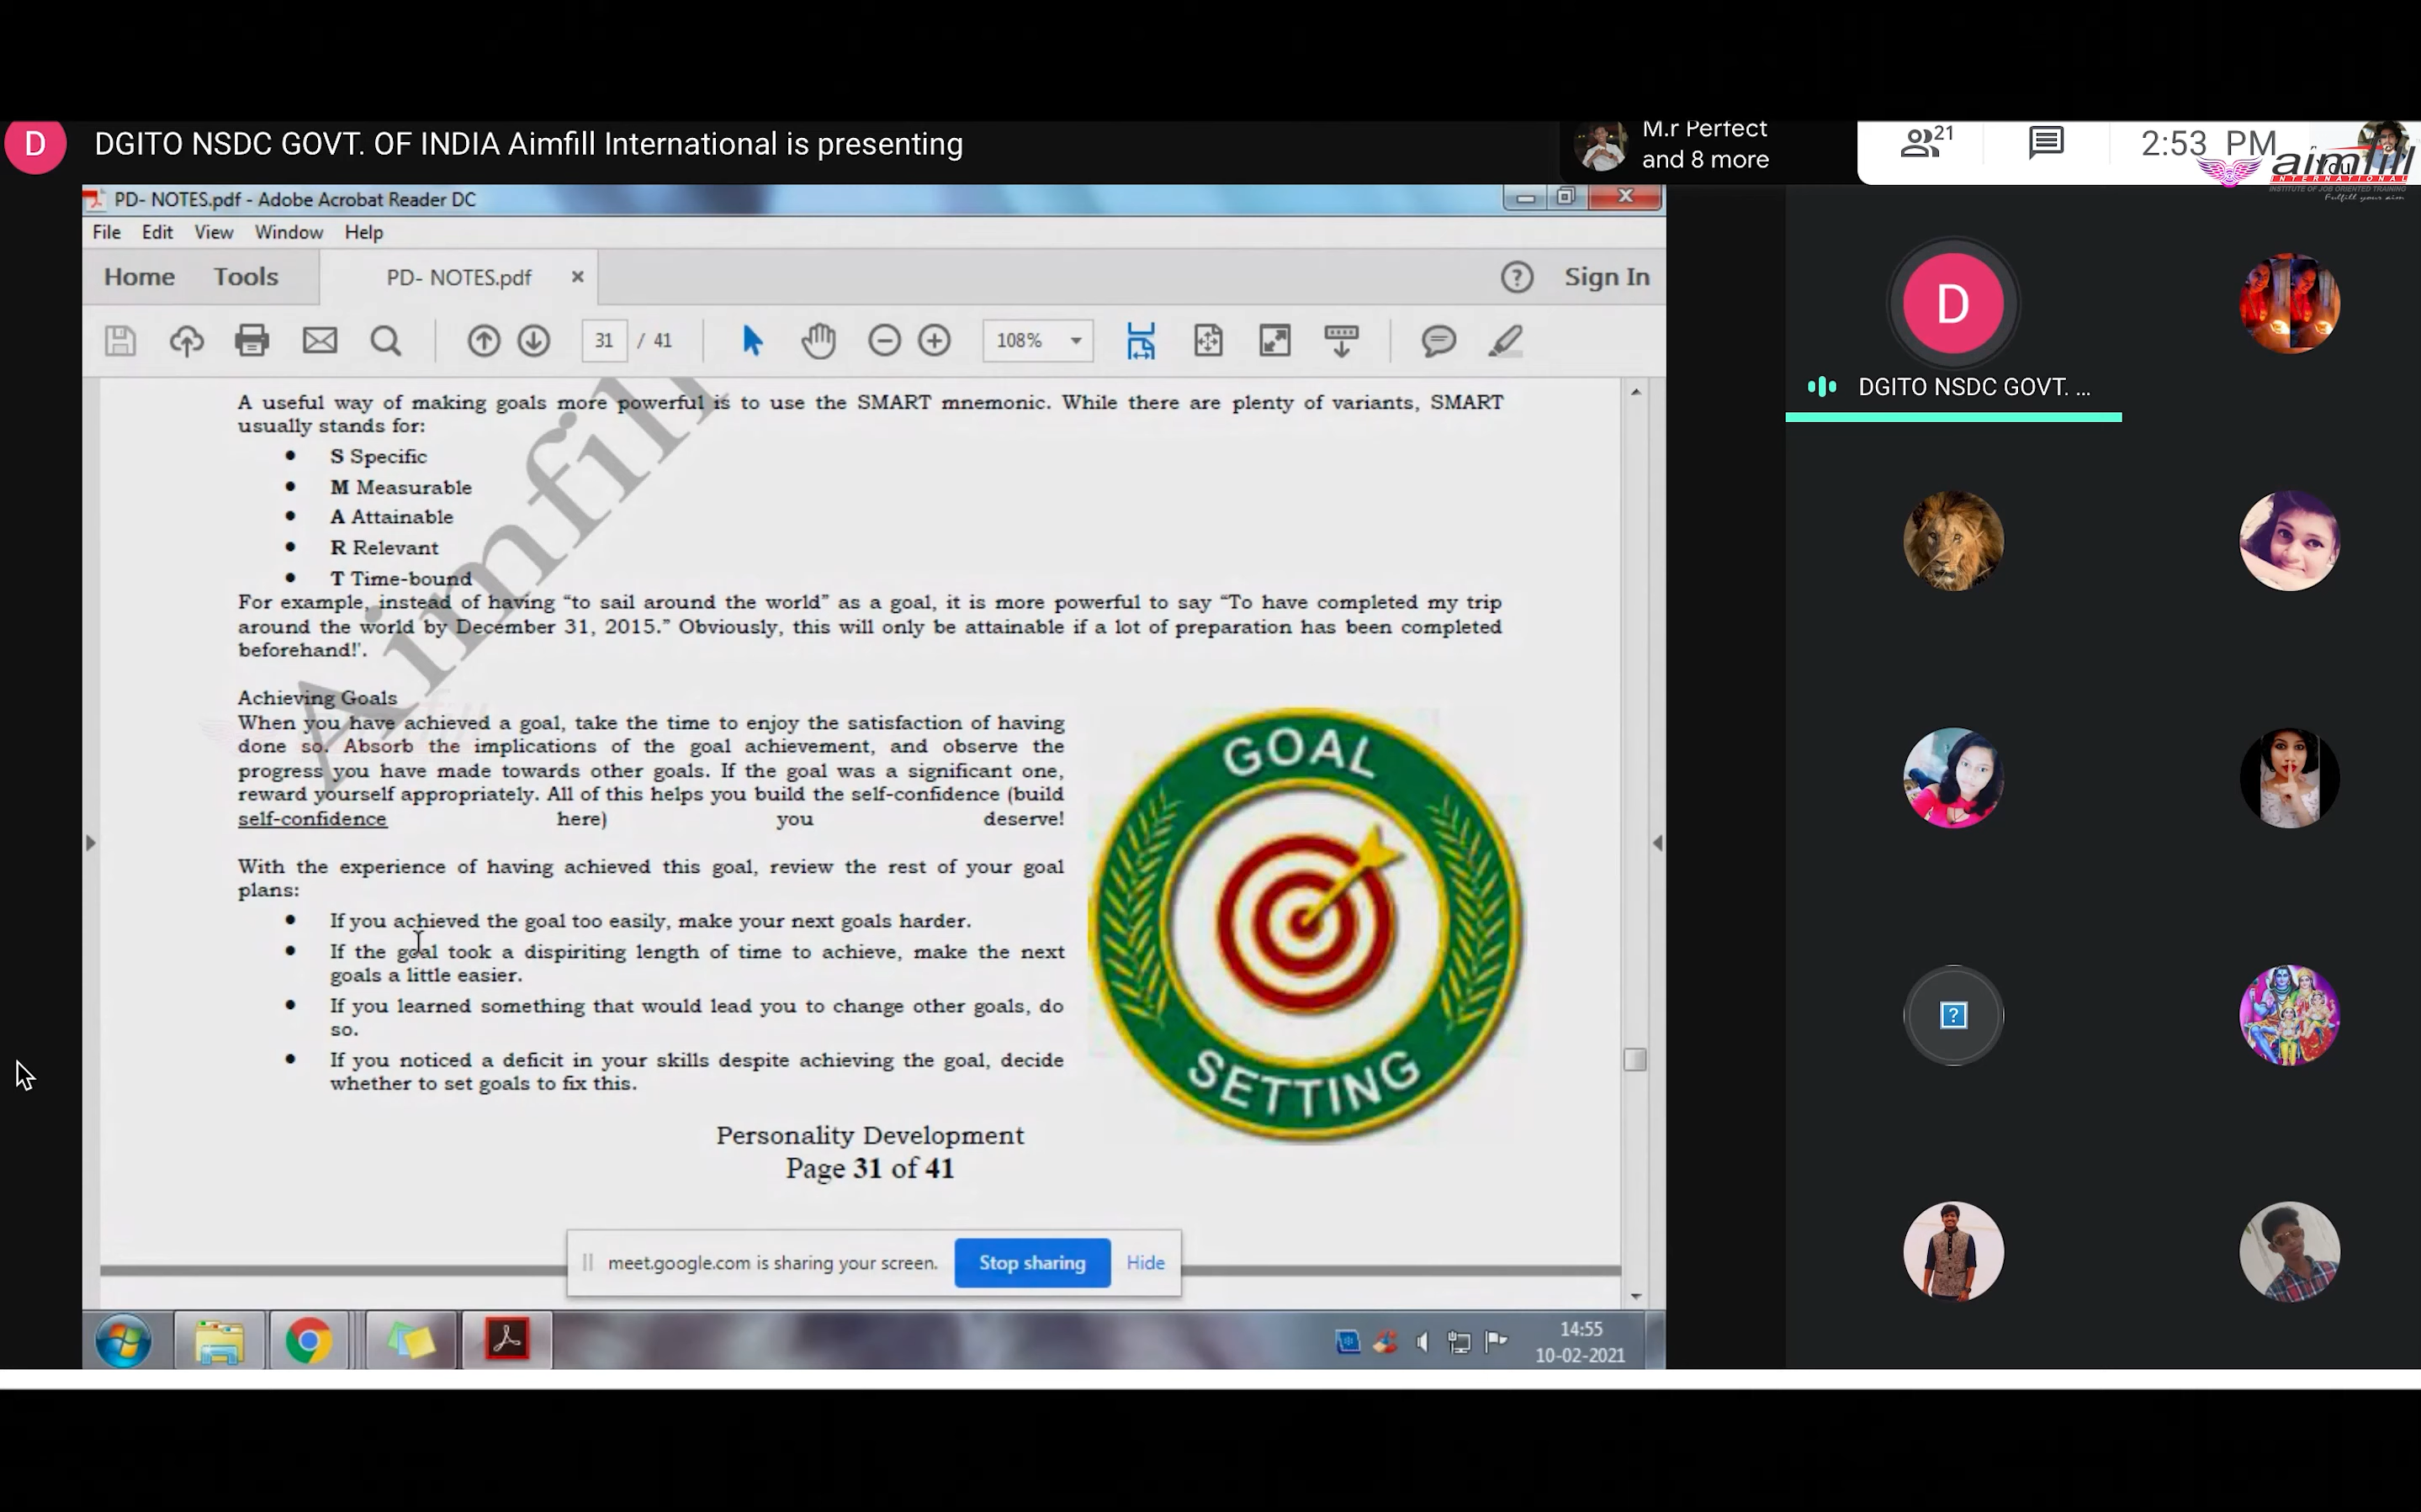 D
DGITO NSDC GOVT. OF INDIA Aimfill International is presenting
M.r Perfect
and 8 more
21
2:53 PM
You
aimfill
INTERNATIONAL
INSTITUTE OF JOB ORIENTED TRAINING
Fulfill your aim
PD- NOTES.pdf - Adobe Acrobat Reader DC
File Edit View Window Help
Home Tools PD- NOTES.pdf × ? Sign In
31 / 41 108%
Aimfill
A useful way of making goals more powerful is to use the SMART mnemonic. While there are plenty of variants, SMART
usually stands for:
• S Specific
• M Measurable
• A Attainable
• R Relevant
• T Time-bound
For example, instead of having “to sail around the world” as a goal, it is more powerful to say “To have completed my trip
around the world by December 31, 2015.” Obviously, this will only be attainable if a lot of preparation has been completed
beforehand!'.
Achieving Goals
When you have achieved a goal, take the time to enjoy the satisfaction of having
done so. Absorb the implications of the goal achievement, and observe the
progress you have made towards other goals. If the goal was a significant one,
reward yourself appropriately. All of this helps you build the self-confidence (build
self-confidence here) you deserve!
With the experience of having achieved this goal, review the rest of your goal
plans:
• If you achieved the goal too easily, make your next goals harder.
• If the goal took a dispiriting length of time to achieve, make the next
goals a little easier.
• If you learned something that would lead you to change other goals, do
so.
• If you noticed a deficit in your skills despite achieving the goal, decide
whether to set goals to fix this.
GOAL
SETTING
Personality Development
Page 31 of 41
meet.google.com is sharing your screen. Stop sharing Hide
14:55
10-02-2021
D
DGITO NSDC GOVT. ...
?